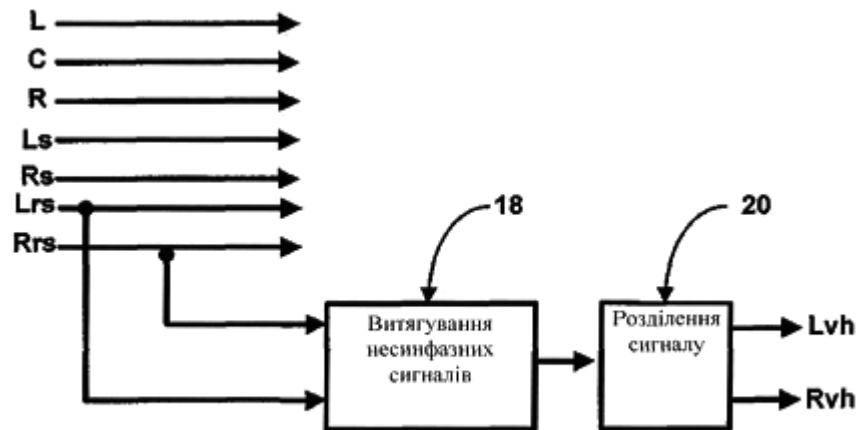 L
C
R
Ls
Rs
Lrs
Rrs
18
20
Витягування
несинфазних
сигналів
Розділення
сигналу
Lvh
Rvh